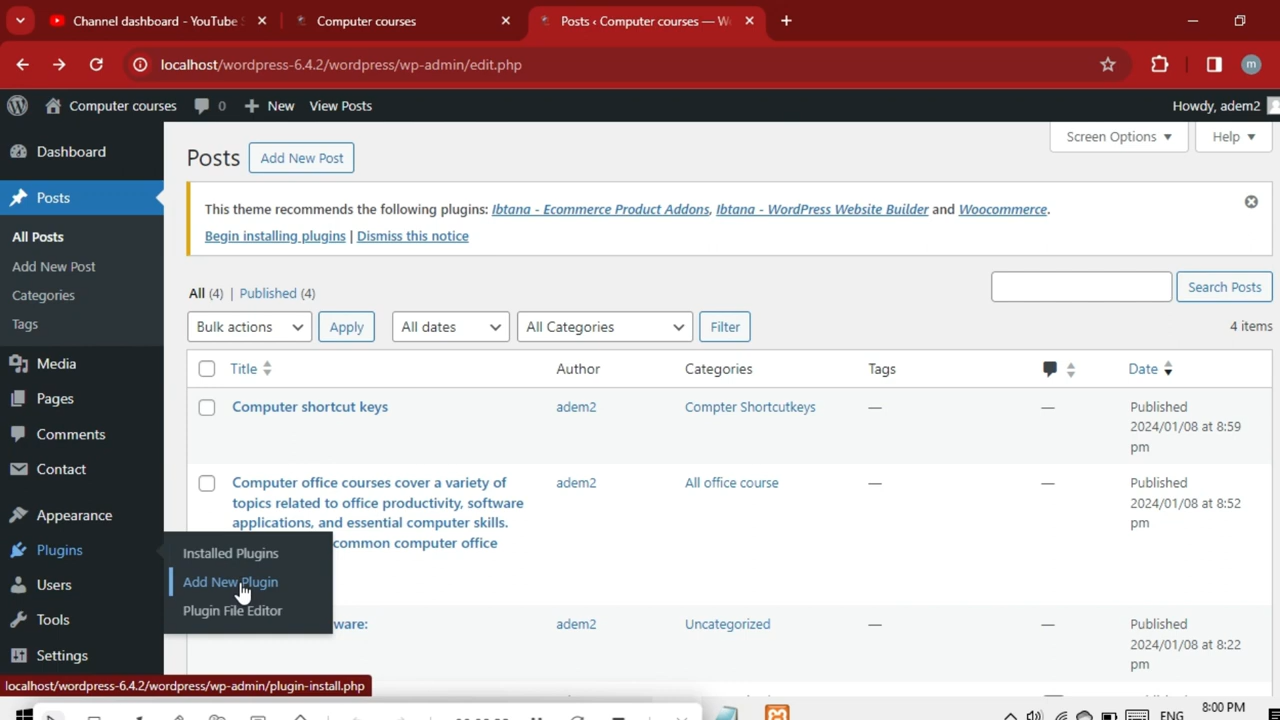 Channel dashboard - YouTube S
Computer courses
Posts ‹ Computer courses — W
localhost/wordpress-6.4.2/wordpress/wp-admin/edit.php
m
Computer courses
0
New
View Posts
Howdy, adem2
Dashboard
Posts
All Posts
Add New Post
Categories
Tags
Media
Pages
Comments
Contact
Appearance
Plugins
Users
Tools
Settings
Installed Plugins
Add New Plugin
Plugin File Editor
Posts
Add New Post
Screen Options
Help
This theme recommends the following plugins: Ibtana - Ecommerce Product Addons, Ibtana - WordPress Website Builder and Woocommerce.
Begin installing plugins | Dismiss this notice
All (4) | Published (4)
Search Posts
Bulk actions
Apply
All dates
All Categories
Filter
4 items
Title
Author
Categories
Tags
Date
Computer shortcut keys
adem2
Compter Shortcutkeys
—
—
Published
2024/01/08 at 8:59
pm
Computer office courses cover a variety of
topics related to office productivity, software
applications, and essential computer skills.
common computer office
adem2
All office course
—
—
Published
2024/01/08 at 8:52
pm
ware:
adem2
Uncategorized
—
—
Published
2024/01/08 at 8:22
pm
localhost/wordpress-6.4.2/wordpress/wp-admin/plugin-install.php
ENG
8:00 PM